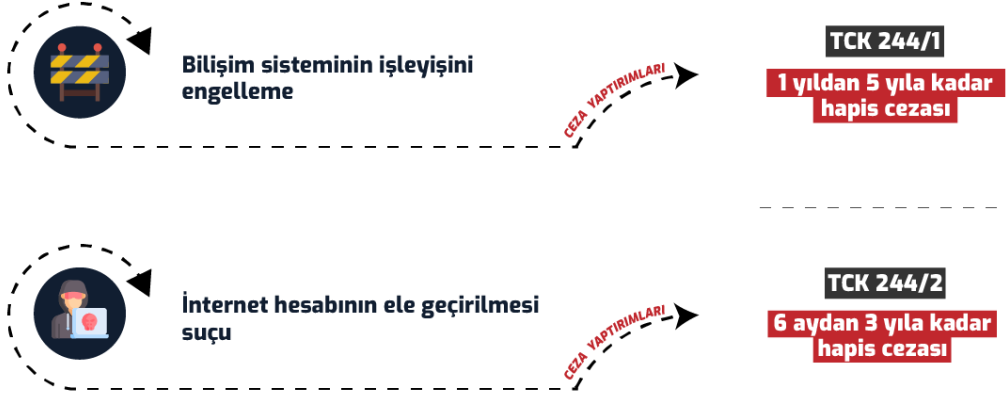 Bilişim sisteminin işleyişini
engelleme
CEZA YAPTIRIMLARI
TCK 244/1
1 yıldan 5 yıla kadar
hapis cezası
İnternet hesabının ele geçirilmesi
suçu
CEZA YAPTIRIMLARI
TCK 244/2
6 aydan 3 yıla kadar
hapis cezası